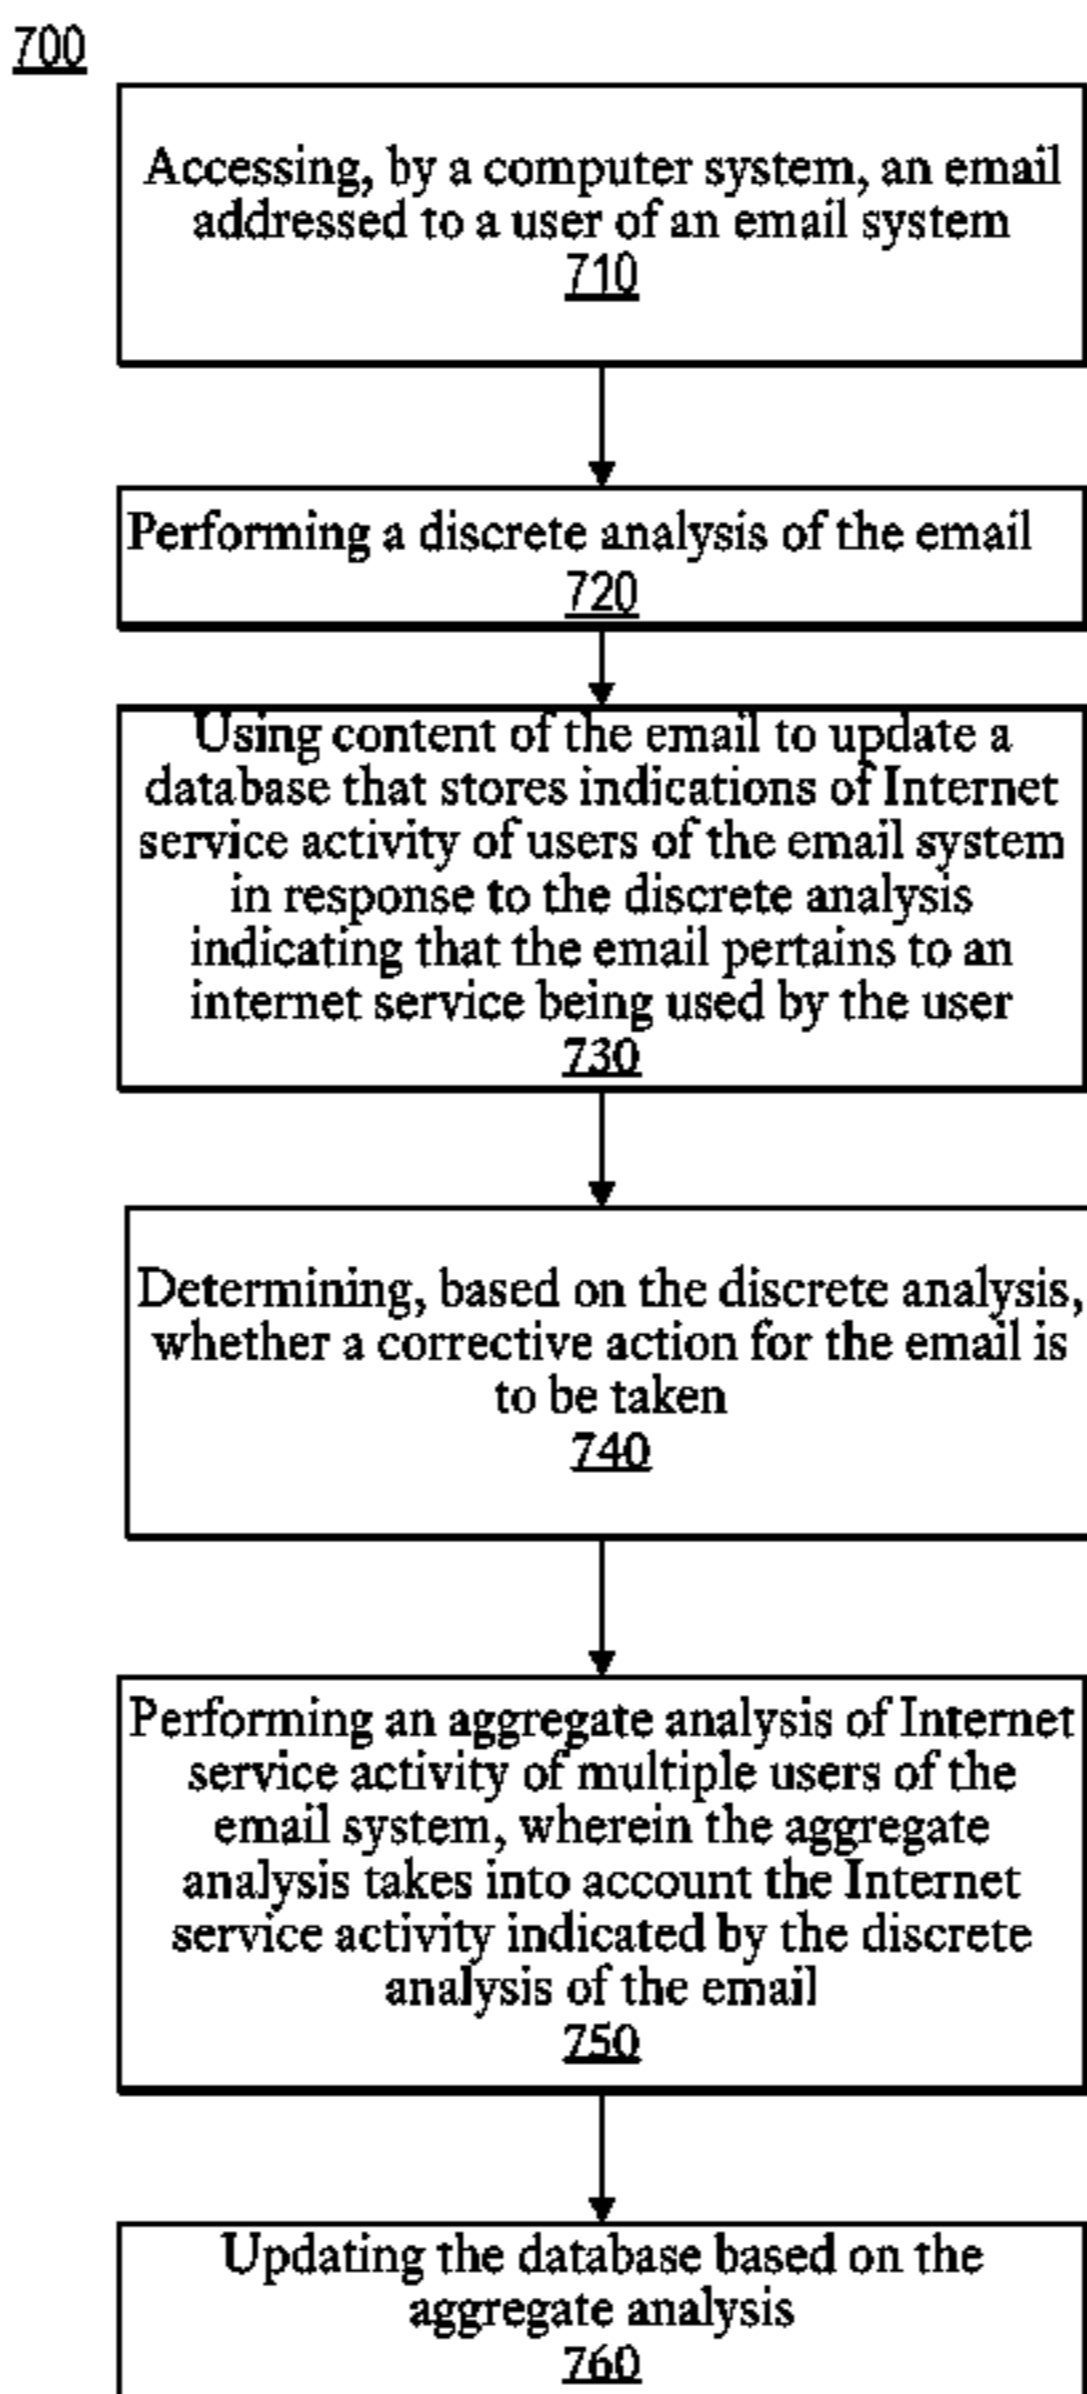 700
Accessing, by a computer system, an email
addressed to a user of an email system
710
Performing a discrete analysis of the email
720
Using content of the email to update a
database that stores indications of Internet
service activity of users of the email system
in response to the discrete analysis
indicating that the email pertains to an
internet service being used by the user
730
Determining, based on the discrete analysis,
whether a corrective action for the email is
to be taken
740
Performing an aggregate analysis of Internet
service activity of multiple users of the
email system, wherein the aggregate
analysis takes into account the Internet
service activity indicated by the discrete
analysis of the email
750
Updating the database based on the
aggregate analysis
760